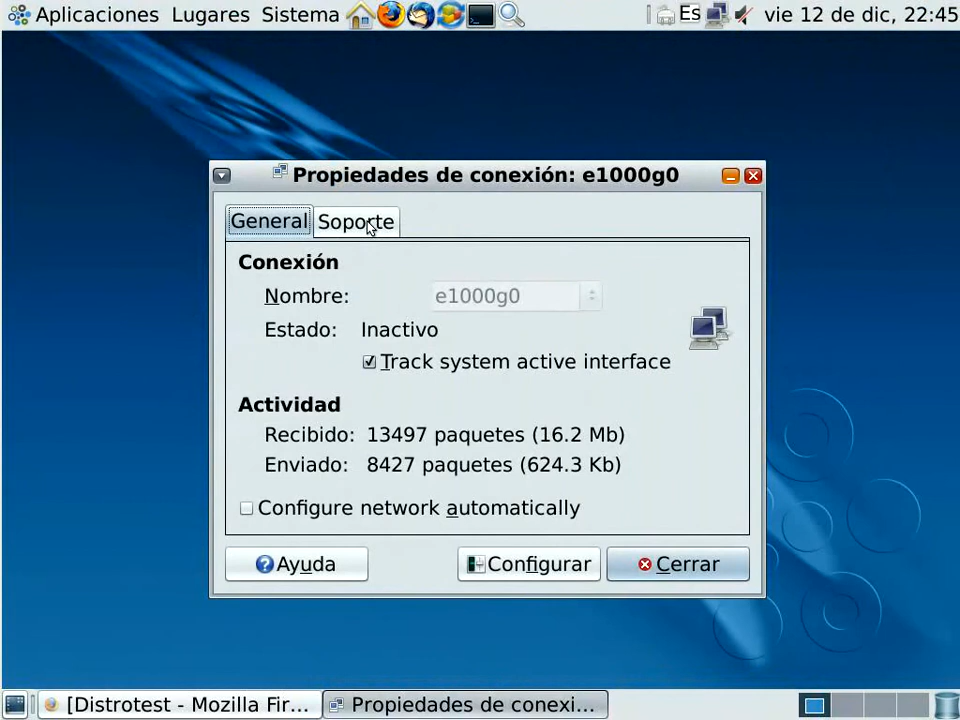 Aplicaciones Lugares Sistema Es vie 12 de dic, 22:45
Propiedades de conexión: e1000g0
General Soporte
Conexión
Nombre: e1000g0
Estado: Inactivo
Track system active interface
Actividad
Recibido: 13497 paquetes (16.2 Mb)
Enviado: 8427 paquetes (624.3 Kb)
Configure network automatically
Ayuda Configurar Cerrar
[Distrotest - Mozilla Fir... Propiedades de conexi...